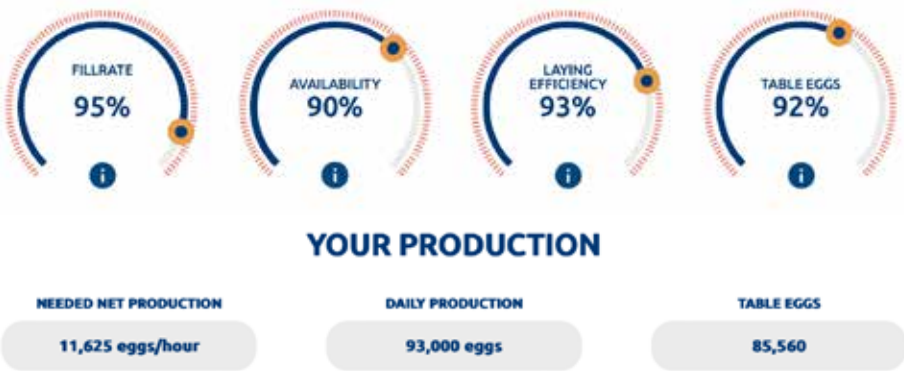 FILLRATE
95%
AVAILABILITY
90%
LAYING
EFFICIENCY
93%
TABLE EGGS
92%
i
i
i
i
YOUR PRODUCTION
NEEDED NET PRODUCTION
DAILY PRODUCTION
TABLE EGGS
11,625 eggs/hour
93,000 eggs
85,560